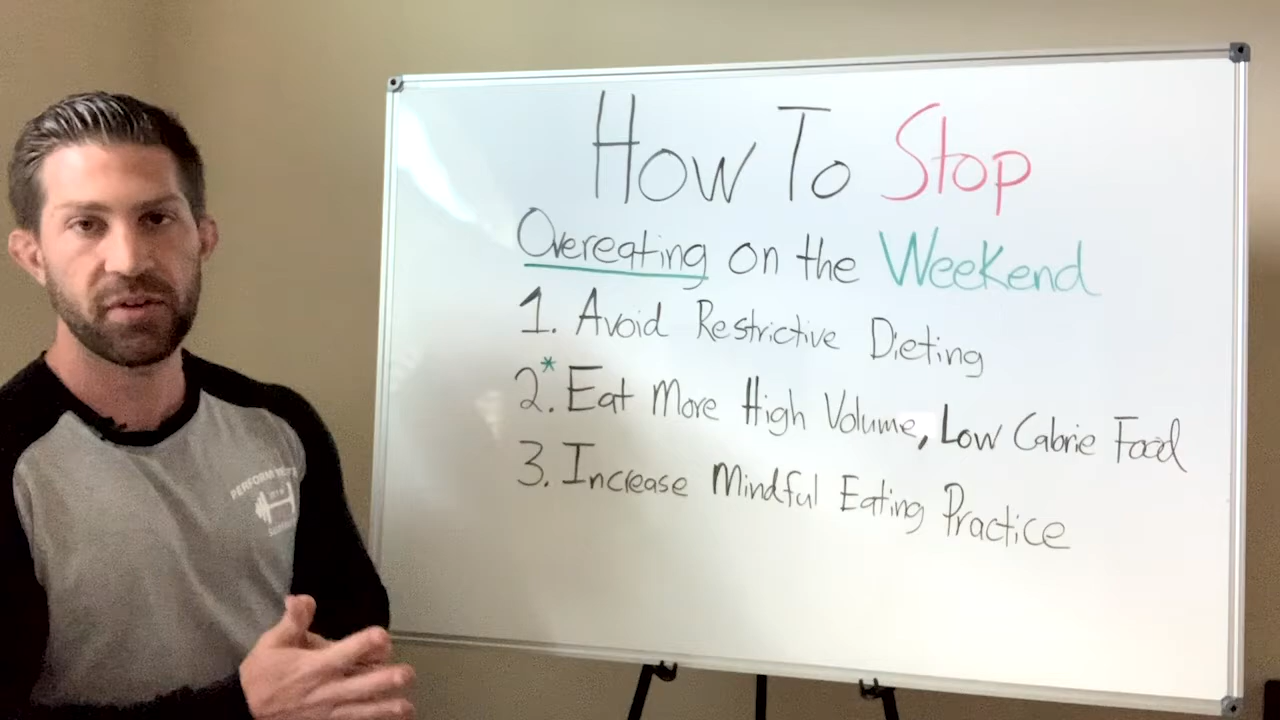 How To Stop
Overeating on the Weekend
1. Avoid Restrictive Dieting
2.* Eat More High Volume, Low Calorie Food
3. Increase Mindful Eating Practice
PERFORM